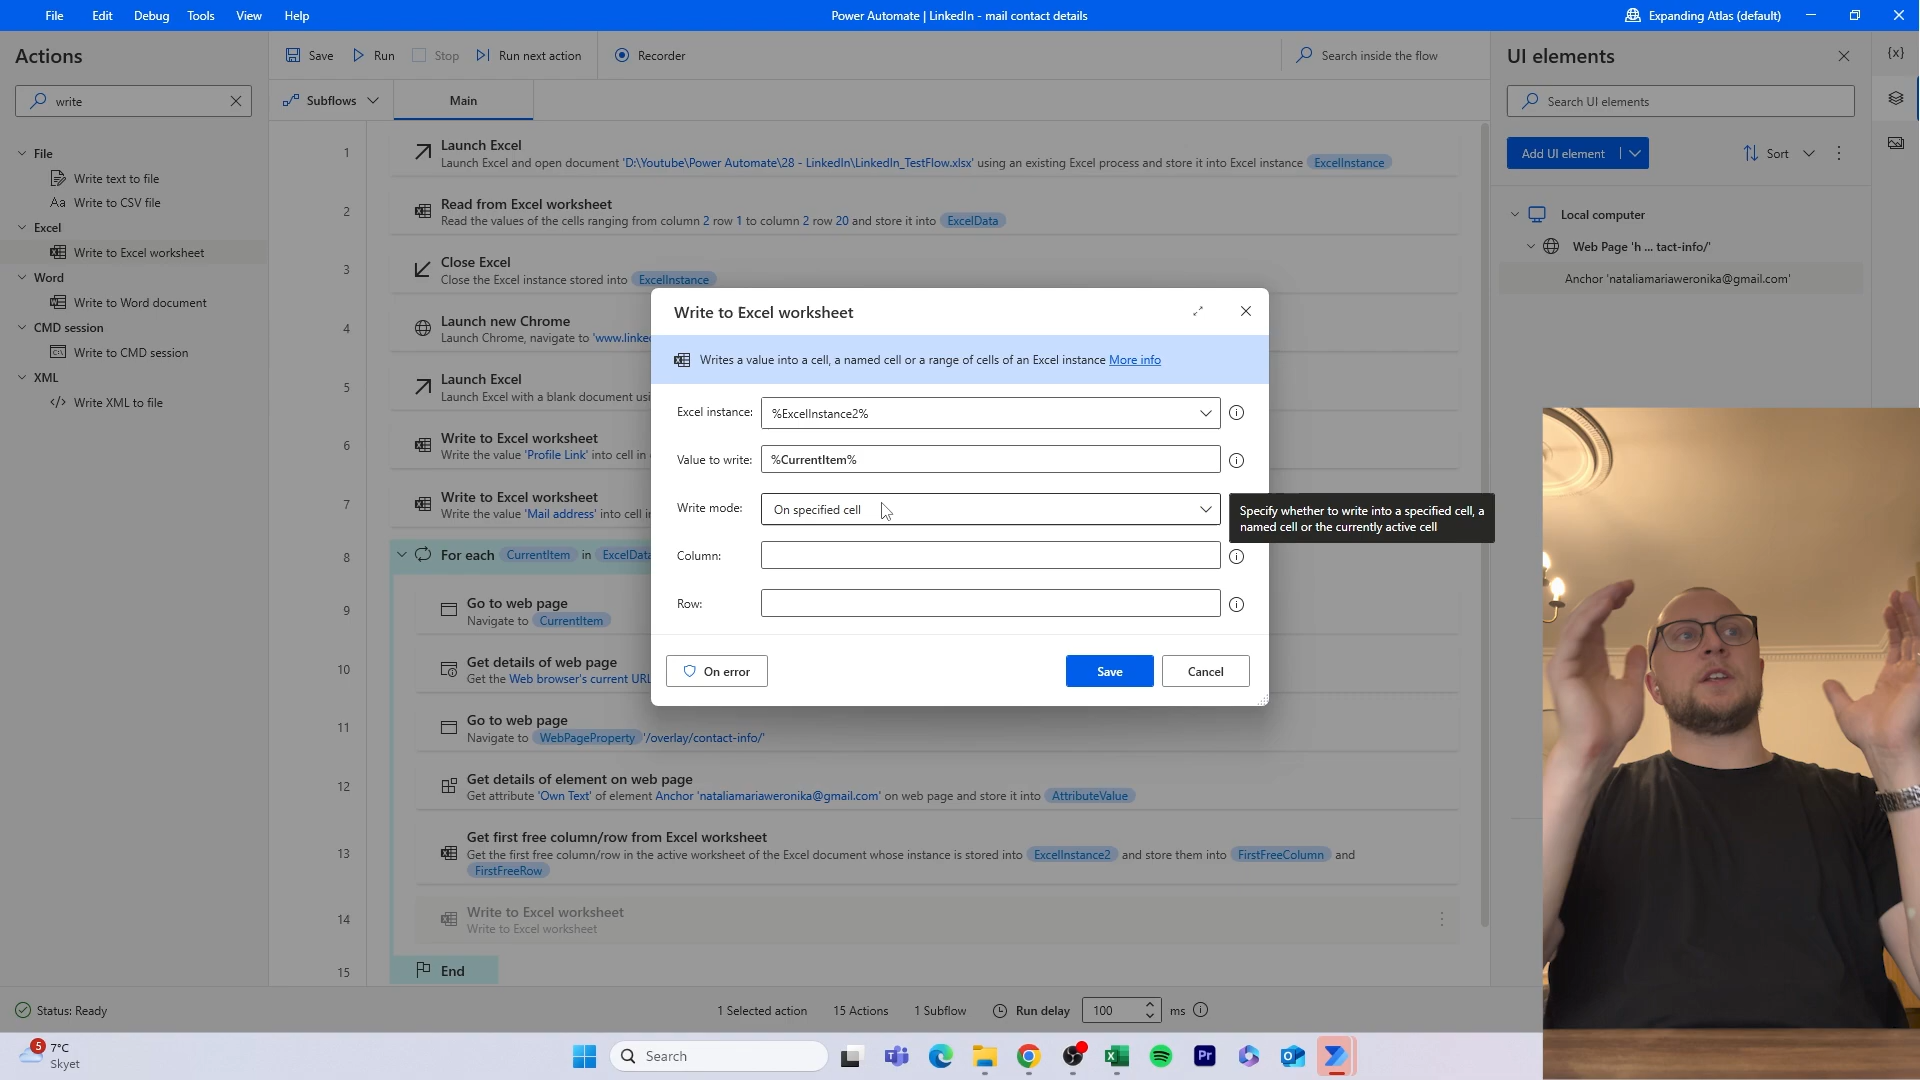 File Edit Debug Tools View Help
Power Automate | LinkedIn - mail contact details
Expanding Atlas (default)
Actions
write
File
Write text to file
Aa Write to CSV file
Excel
Write to Excel worksheet
Word
Write to Word document
CMD session
Write to CMD session
XML
Write XML to file
Save Run Stop Run next action Recorder
Search inside the flow
Subflows Main
1 Launch Excel
Launch Excel and open document 'D:\Youtube\Power Automate\28 - LinkedIn\LinkedIn_TestFlow.xlsx' using an existing Excel process and store it into Excel instance ExcelInstance
2 Read from Excel worksheet
Read the values of the cells ranging from column 2 row 1 to column 2 row 20 and store it into ExcelData
3 Close Excel
Close the Excel instance stored into ExcelInstance
4 Launch new Chrome
Launch Chrome, navigate to 'www.linke
5 Launch Excel
Launch Excel with a blank document usi
6 Write to Excel worksheet
Write the value 'Profile Link' into cell in
7 Write to Excel worksheet
Write the value 'Mail address' into cell in
8 For each CurrentItem in ExcelData
9 Go to web page
Navigate to CurrentItem
10 Get details of web page
Get the Web browser's current URL
11 Go to web page
Navigate to WebPageProperty '/overlay/contact-info/'
12 Get details of element on web page
Get attribute 'Own Text' of element Anchor 'nataliamariaweronika@gmail.com' on web page and store it into AttributeValue
13 Get first free column/row from Excel worksheet
Get the first free column/row in the active worksheet of the Excel document whose instance is stored into ExcelInstance2 and store them into FirstFreeColumn and
FirstFreeRow
14 Write to Excel worksheet
Write to Excel worksheet
15 End
Write to Excel worksheet
Writes a value into a cell, a named cell or a range of cells of an Excel instance More info
Excel instance: %ExcelInstance2%
Value to write: %CurrentItem%
Write mode: On specified cell
Column:
Row:
On error Save Cancel
Specify whether to write into a specified cell, a
named cell or the currently active cell
UI elements
{x}
Search UI elements
Add UI element Sort
Local computer
Web Page 'h ... tact-info/'
Anchor 'nataliamariaweronika@gmail.com'
Status: Ready 1 Selected action 15 Actions 1 Subflow Run delay 100 ms
5
7°C
Skyet
Search
Pr